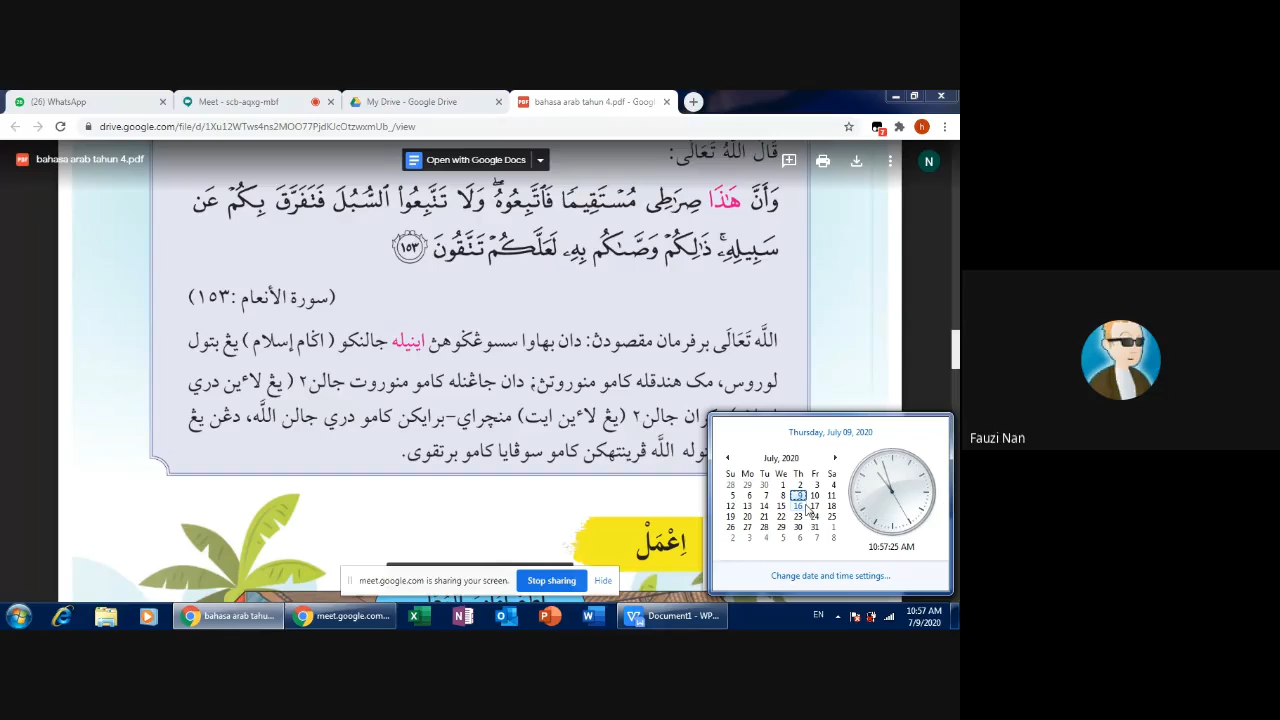 (26) WhatsApp
Meet - scb-aqxg-mbf
My Drive - Google Drive
bahasa arab tahun 4.pdf - Googl
drive.google.com/file/d/1Xu12WTws4ns2MOO77PjdKJcOtzwxmUb_/view
bahasa arab tahun 4.pdf
Open with Google Docs
N
h
قَالَ اللَّهُ تَعَالَى:
وَأَنَّ هَٰذَا صِرَٰطِى مُسْتَقِيمًا فَٱتَّبِعُوهُ ۖ وَلَا تَتَّبِعُوا۟ ٱلسُّبُلَ فَتَفَرَّقَ بِكُمْ عَن
سَبِيلِهِۦ ۚ ذَٰلِكُمْ وَصَّىٰكُم بِهِۦ لَعَلَّكُمْ تَتَّقُونَ ١٥٣
(سورة الأنعام :١٥٣)
اللَّه تَعَالَى برفرمان مقصودڽ: دان بهاوا سسوڠݢوهڽ اينيله جالنكو (اݢام إسلام) يڠ بتول
لوروس، مک هندقله كامو منوروتڽ؛ دان جاڠنله كامو منوروت جالن٢ (يڠ لاءين دري
جالن٢ (يڠ لاءين ايت) منچراي-برايكن كامو دري جالن اللَّه، دڠن يڠ
اللَّه ڤرينتهكن كامو سوڤايا كامو برتقوى.
اِعْمَلْ
meet.google.com is sharing your screen.
Stop sharing
Hide
Thursday, July 09, 2020
July, 2020
Su Mo Tu We Th Fr Sa
28 29 30 1 2 3 4
5 6 7 8 9 10 11
12 13 14 15 16 17 18
19 20 21 22 23 24 25
26 27 28 29 30 31 1
2 3 4 5 6 7 8
10:57:25 AM
Change date and time settings...
bahasa arab tahu...
meet.google.com...
Document1 - WP...
EN
10:57 AM
7/9/2020
Fauzi Nan